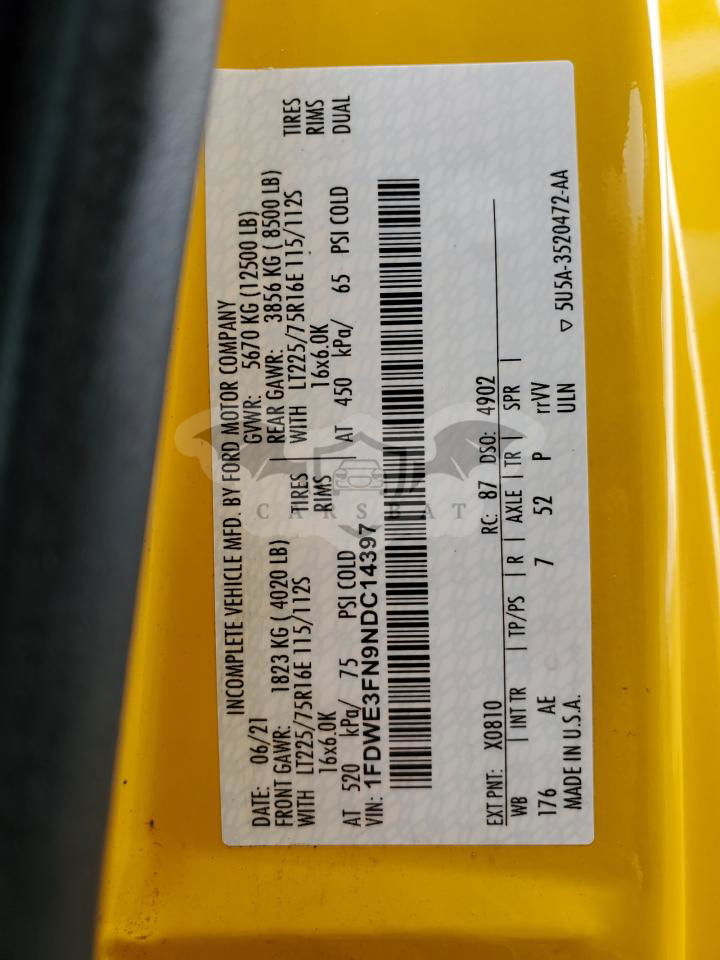 INCOMPLETE VEHICLE MFD. BY FORD MOTOR COMPANY
DATE: 06/21 GVWR: 5670 KG (12500 LB)
FRONT GAWR: 1823 KG ( 4020 LB) REAR GAWR: 3856 KG ( 8500 LB)
WITH LT225/75R16E 115/112S TIRES WITH LT225/75R16E 115/112S TIRES
16x6.0K RIMS 16x6.0K RIMS
AT 520 kPa/ 75 PSI COLD AT 450 kPa/ 65 PSI COLD DUAL
VIN: 1FDWE3FN9NDC14397
CARSBAT
EXT PNT: X0810 RC: 87 DSO: 4902
WB | INT TR | TP/PS | R | AXLE | TR | SPR |
176 AE 7 52 P rrVV
MADE IN U.S.A. ULN
▽ 5U5A-3520472-AA